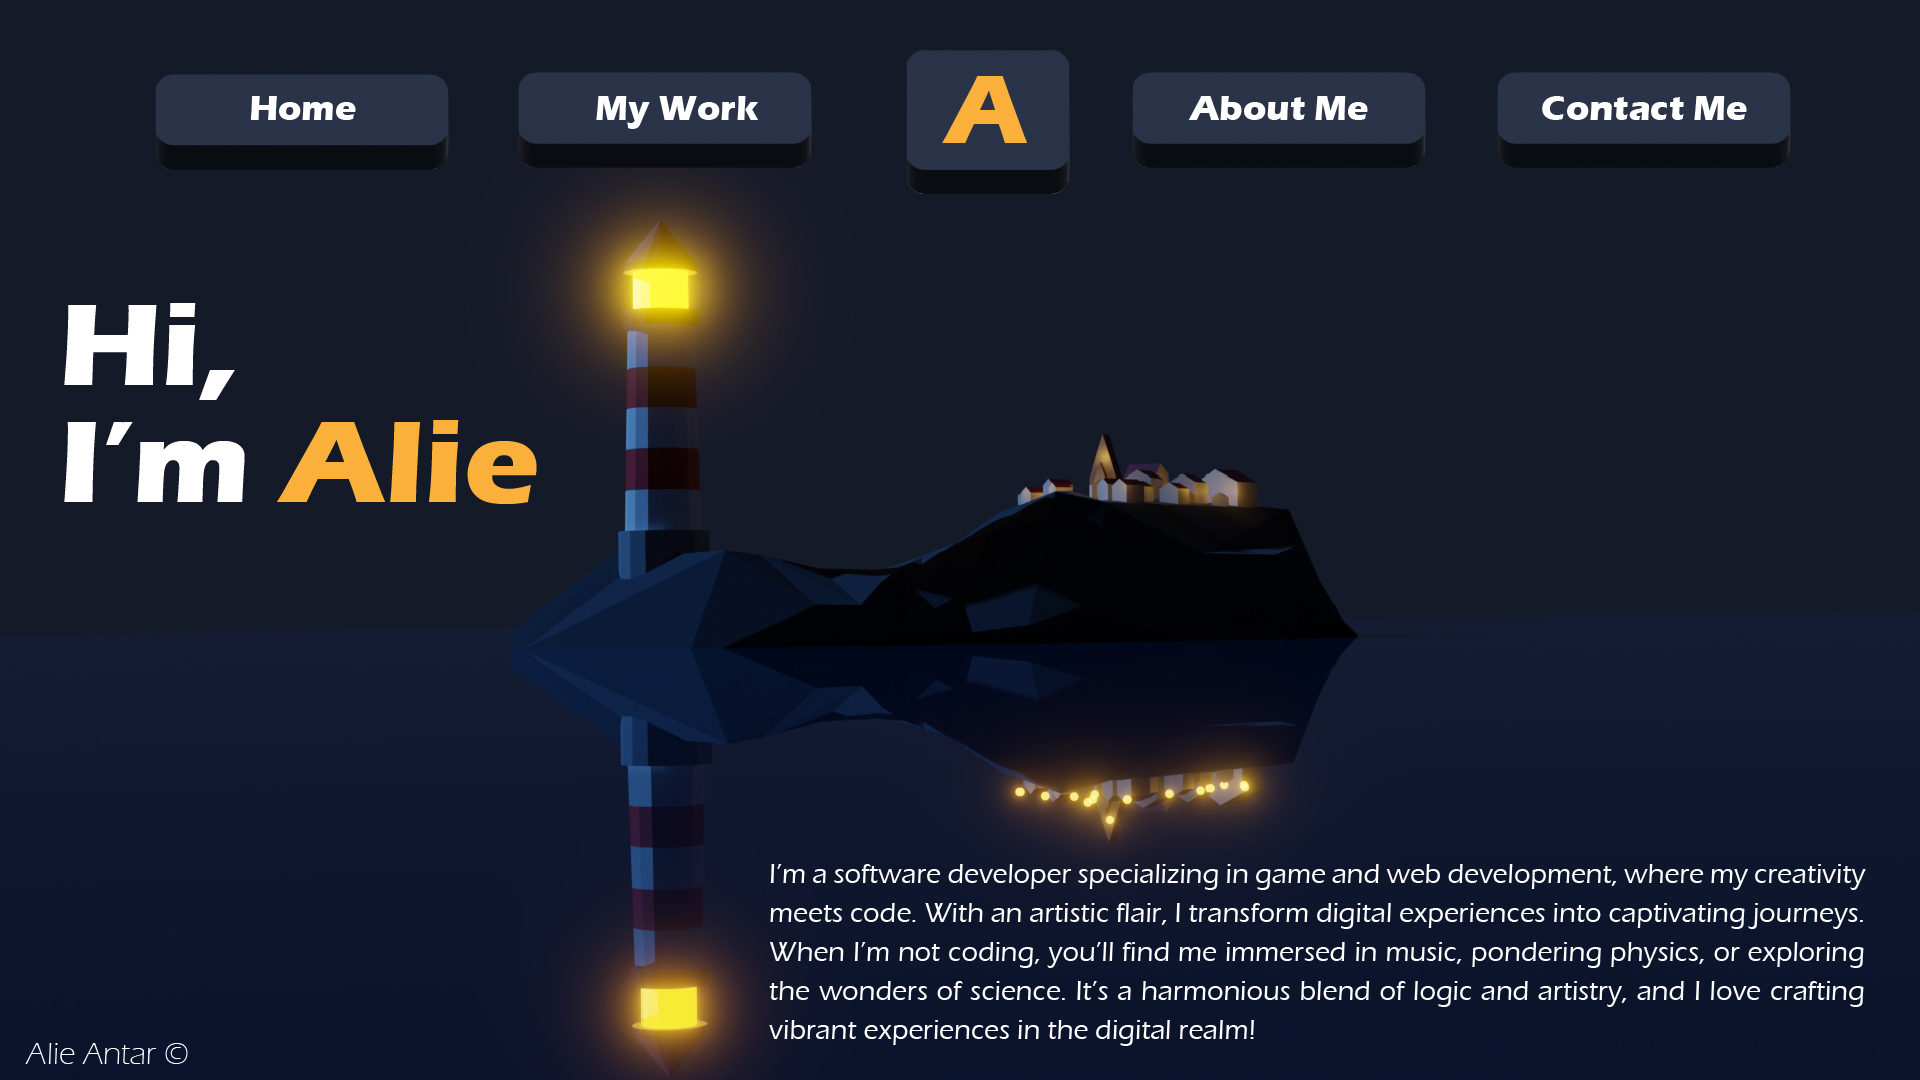 Home
My Work
A
About Me
Contact Me
Hi,
I'm Alie
I'm a software developer specializing in game and web development, where my creativity
meets code. With an artistic flair, I transform digital experiences into captivating journeys.
When I'm not coding, you'll find me immersed in music, pondering physics, or exploring
the wonders of science. It's a harmonious blend of logic and artistry, and I love crafting
vibrant experiences in the digital realm!
Alie Antar ©